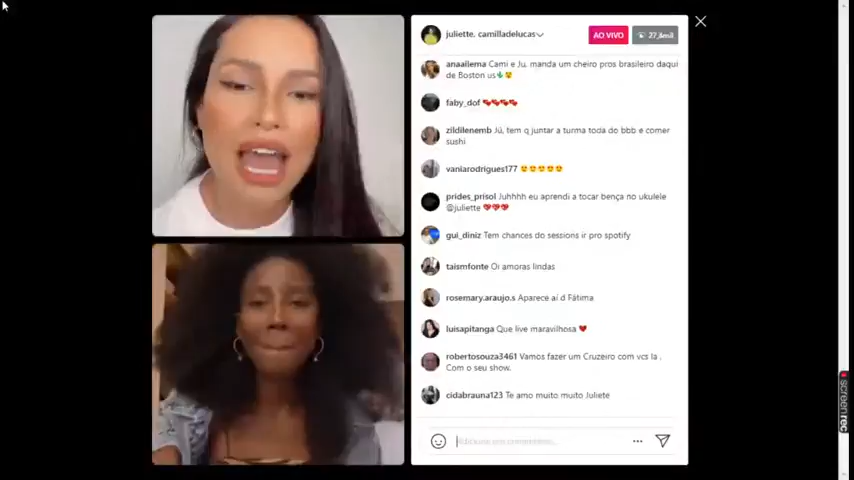 juliette, camilladelucas
AO VIVO
27,8mil
anaaliema Cami e Ju, manda um cheiro pros brasileiro daqui
de Boston us
faby_dof
zildilenemb Jú, tem q juntar a turma toda do bbb e comer
sushi
vaniarodrigues177
prides_prisol Juhhhh eu aprendi a tocar bença no ukulele
@juliette
gui_diniz Tem chances do sessions ir pro spotify
taismfonte Oi amoras lindas
rosemary.araujo.s Aparece aí d Fátima
luisapitanga Que live maravilhosa
robertosouza3461 Vamos fazer um Cruzeiro com vcs la .
Com o seu show.
cidabrauna123 Te amo muito muito Juliete
Adicione um comentário...
screenrec